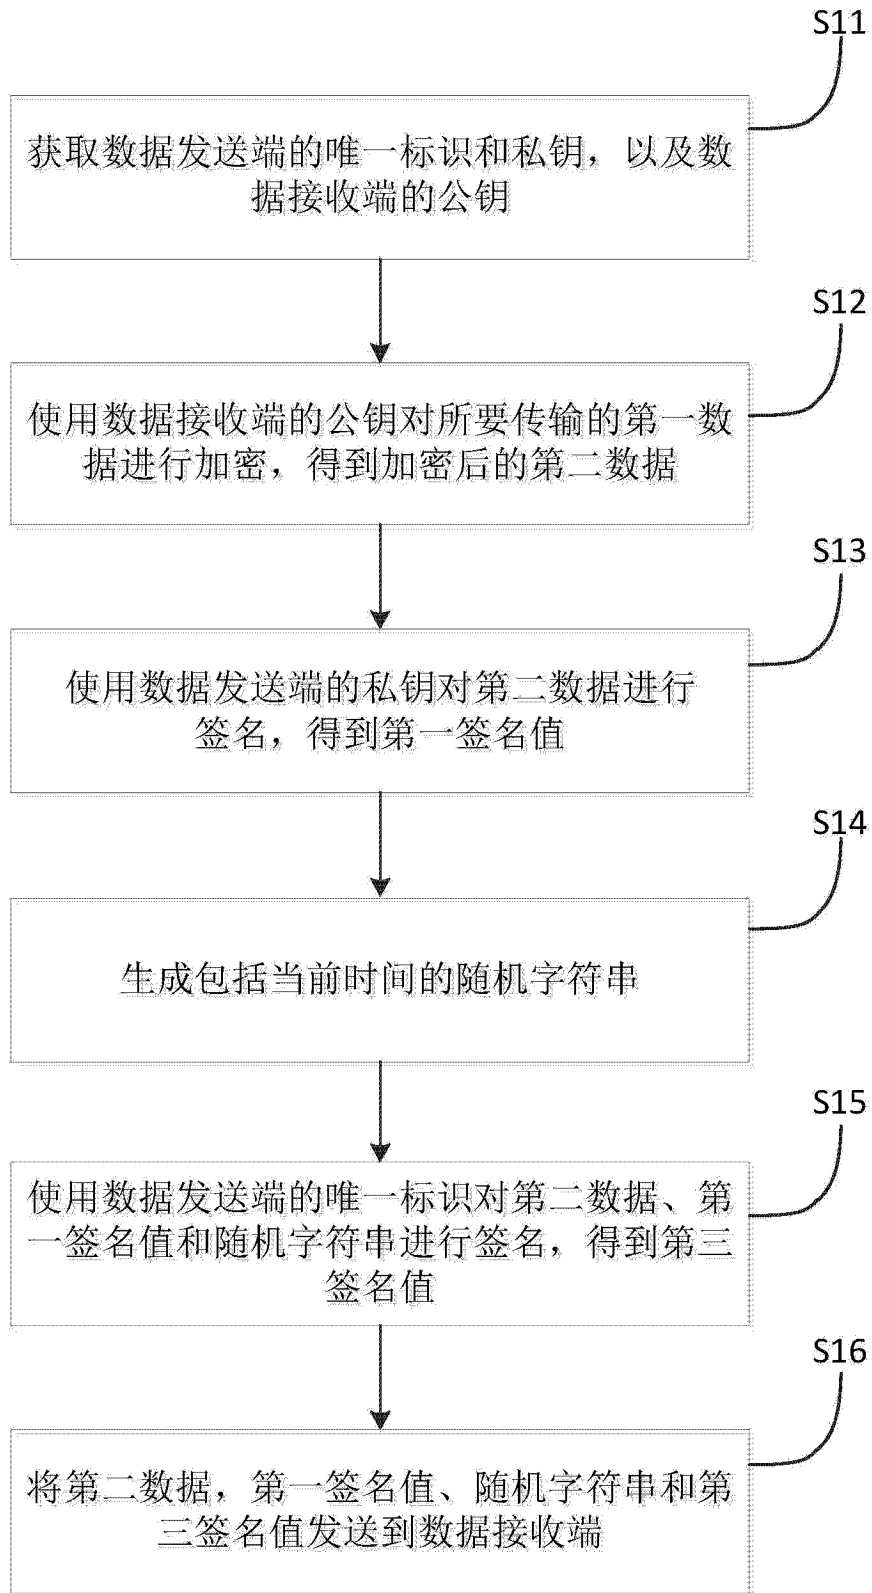 S11
获取数据发送端的唯一标识和私钥，以及数
据接收端的公钥
S12
使用数据接收端的公钥对所要传输的第一数
据进行加密，得到加密后的第二数据
S13
使用数据发送端的私钥对第二数据进行
签名，得到第一签名值
S14
生成包括当前时间的随机字符串
S15
使用数据发送端的唯一标识对第二数据、第
一签名值和随机字符串进行签名，得到第三
签名值
S16
将第二数据，第一签名值、随机字符串和第
三签名值发送到数据接收端